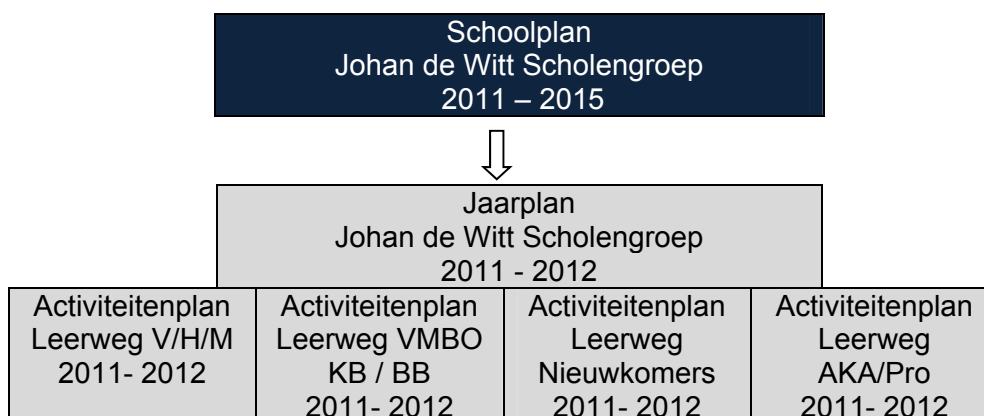 Schoolplan
Johan de Witt Scholengroep
2011 – 2015
Jaarplan
Johan de Witt Scholengroep
2011 - 2012
Activiteitenplan
Leerweg V/H/M
2011- 2012
Activiteitenplan
Leerweg VMBO
KB / BB
2011- 2012
Activiteitenplan
Leerweg
Nieuwkomers
2011- 2012
Activiteitenplan
Leerweg
AKA/Pro
2011- 2012